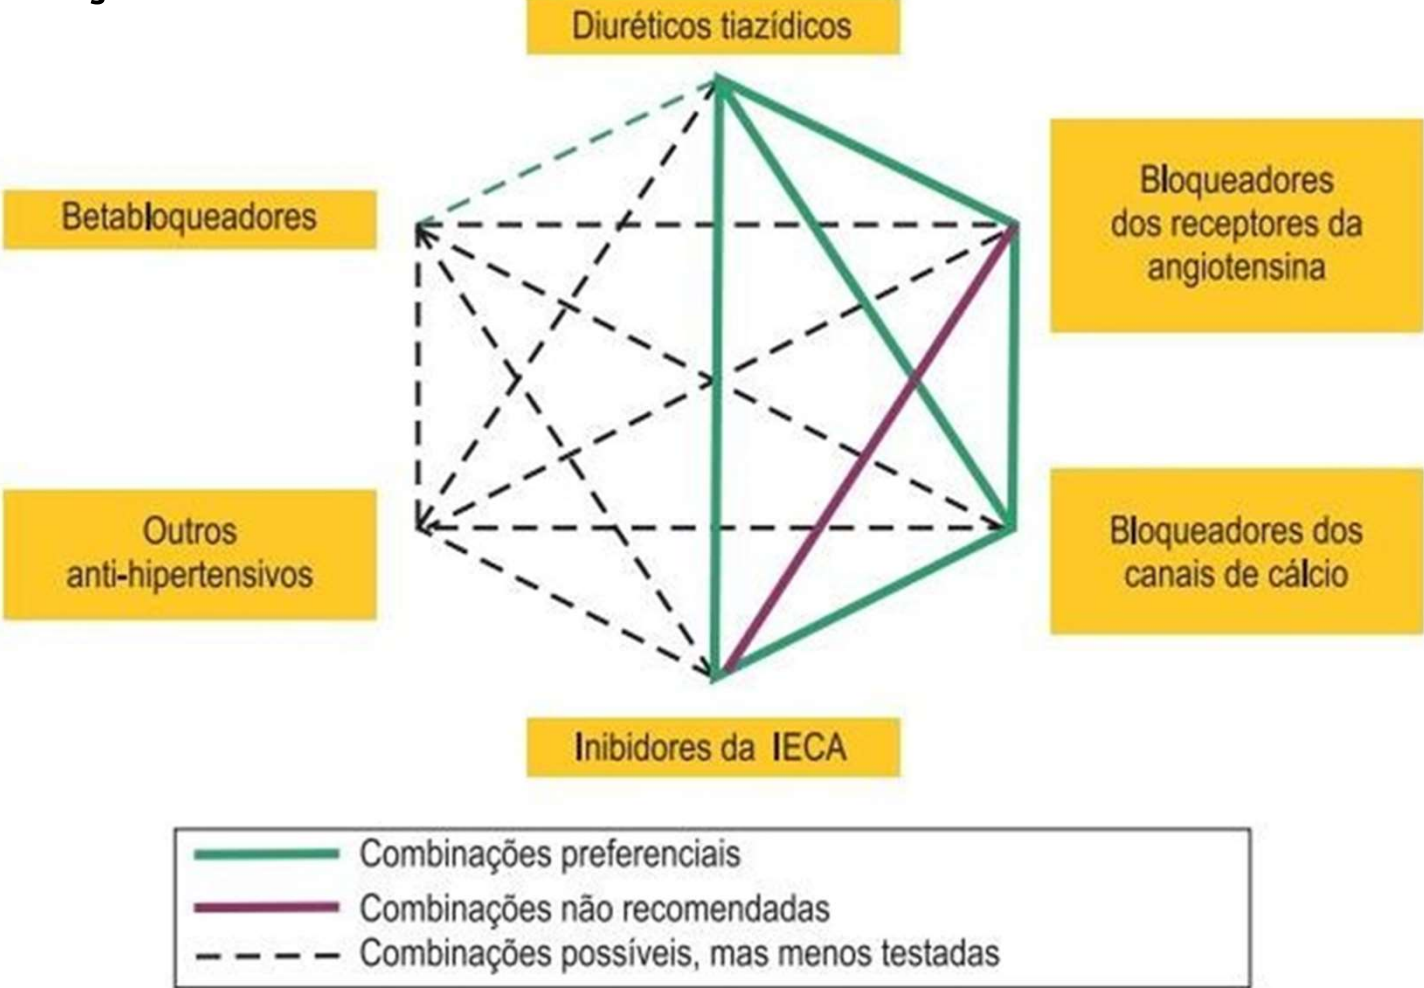 Diuréticos tiazídicos
Betabloqueadores
Bloqueadores
dos receptores da
angiotensina
Outros
anti-hipertensivos
Bloqueadores dos
canais de cálcio
Inibidores da IECA
Combinações preferenciais
Combinações não recomendadas
Combinações possíveis, mas menos testadas